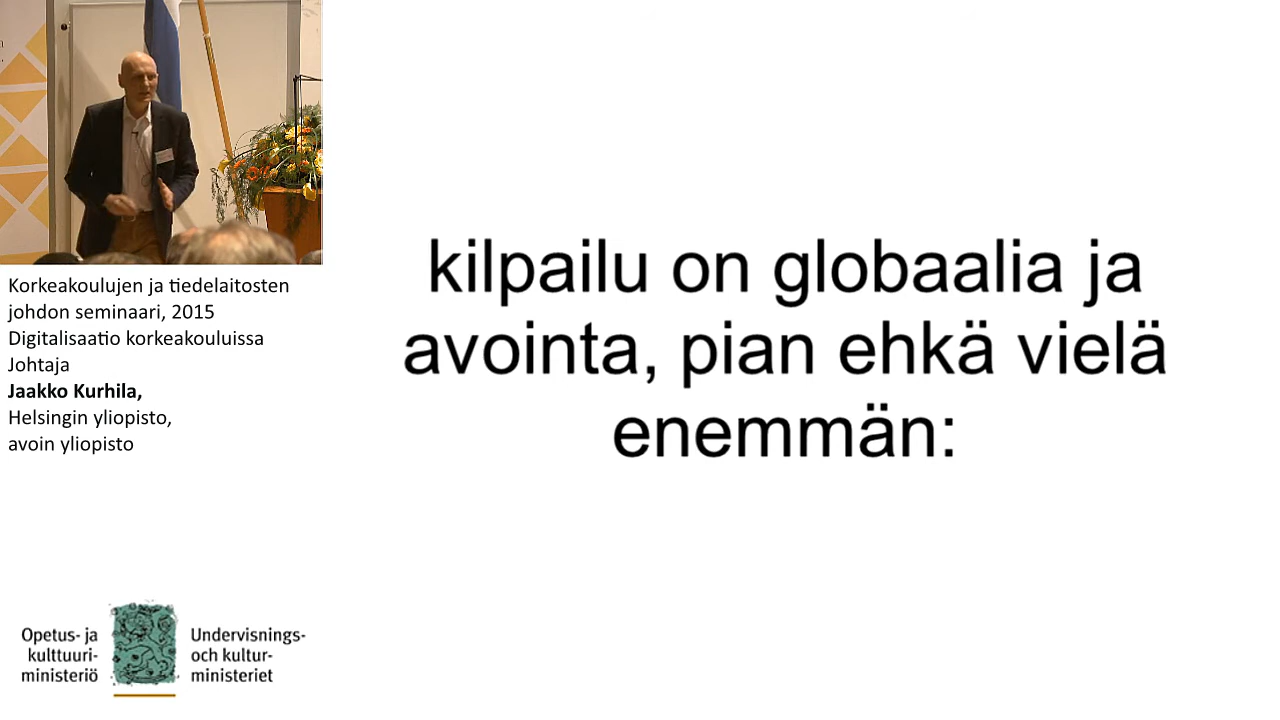 Korkeakoulujen ja tiedelaitosten
johdon seminaari, 2015
Digitalisaatio korkeakouluissa
Johtaja
Jaakko Kurhila,
Helsingin yliopisto,
avoin yliopisto
kilpailu on globaalia ja
avointa, pian ehkä vielä
enemmän:
Opetus- ja
kulttuuri-
ministeriö
Undervisnings-
och kultur-
ministeriet